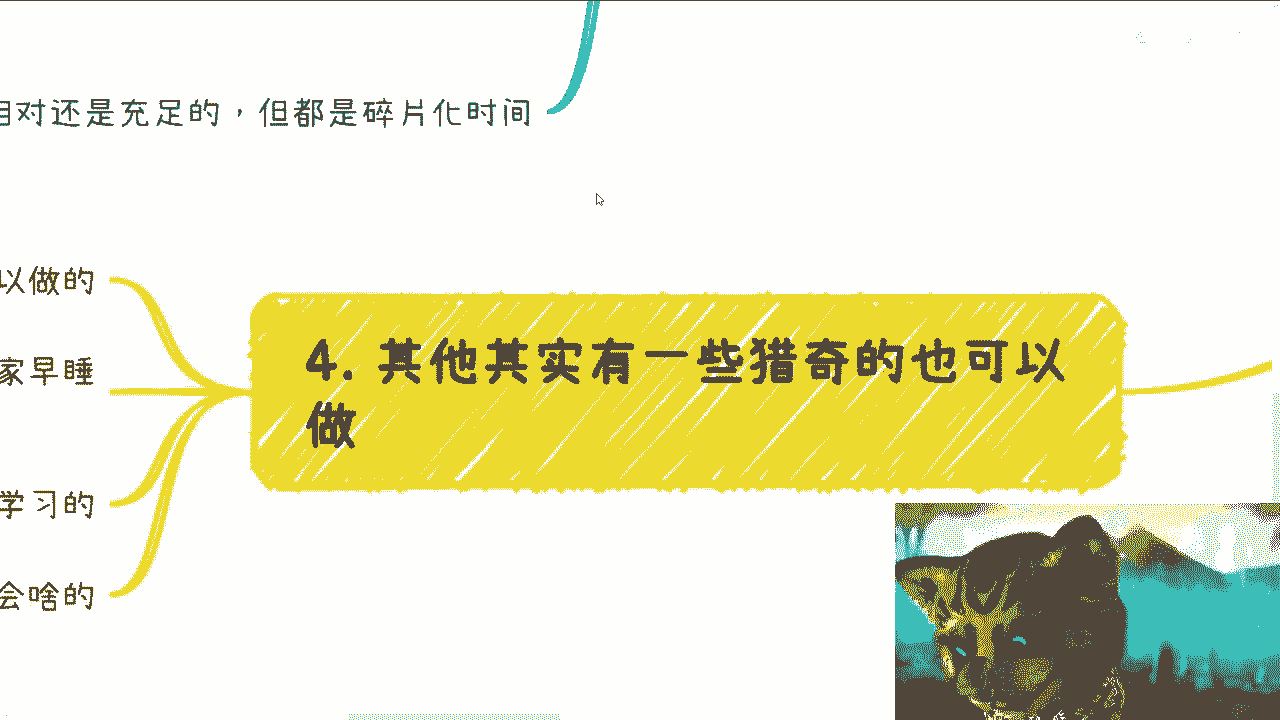 相对还是充足的，但都是碎片化时间
以做的
家早睡
学习的
会啥的
4. 其他其实有一些猎奇的也可以
做